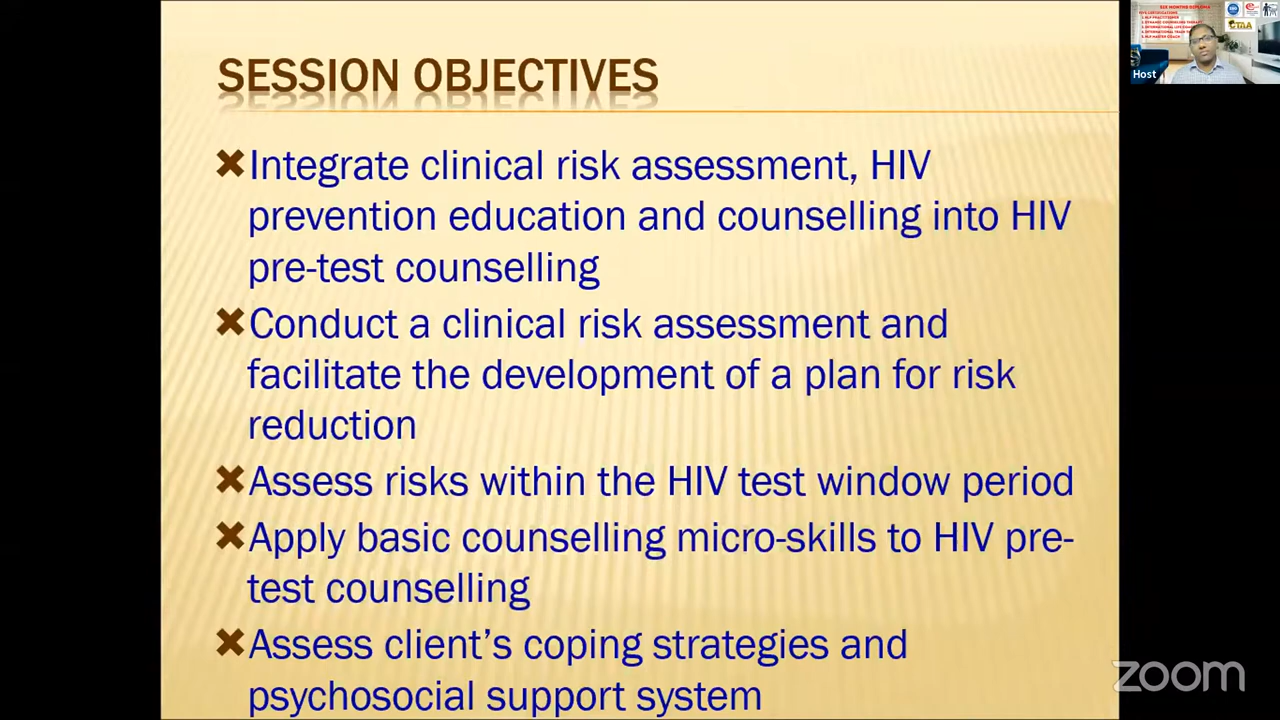 SESSION OBJECTIVES
Integrate clinical risk assessment, HIV
prevention education and counselling into HIV
pre-test counselling
Conduct a clinical risk assessment and
facilitate the development of a plan for risk
reduction
Assess risks within the HIV test window period
Apply basic counselling micro-skills to HIV pre-
test counselling
Assess client's coping strategies and
psychosocial support system
SIX MONTHS DIPLOMA
Host
zoom